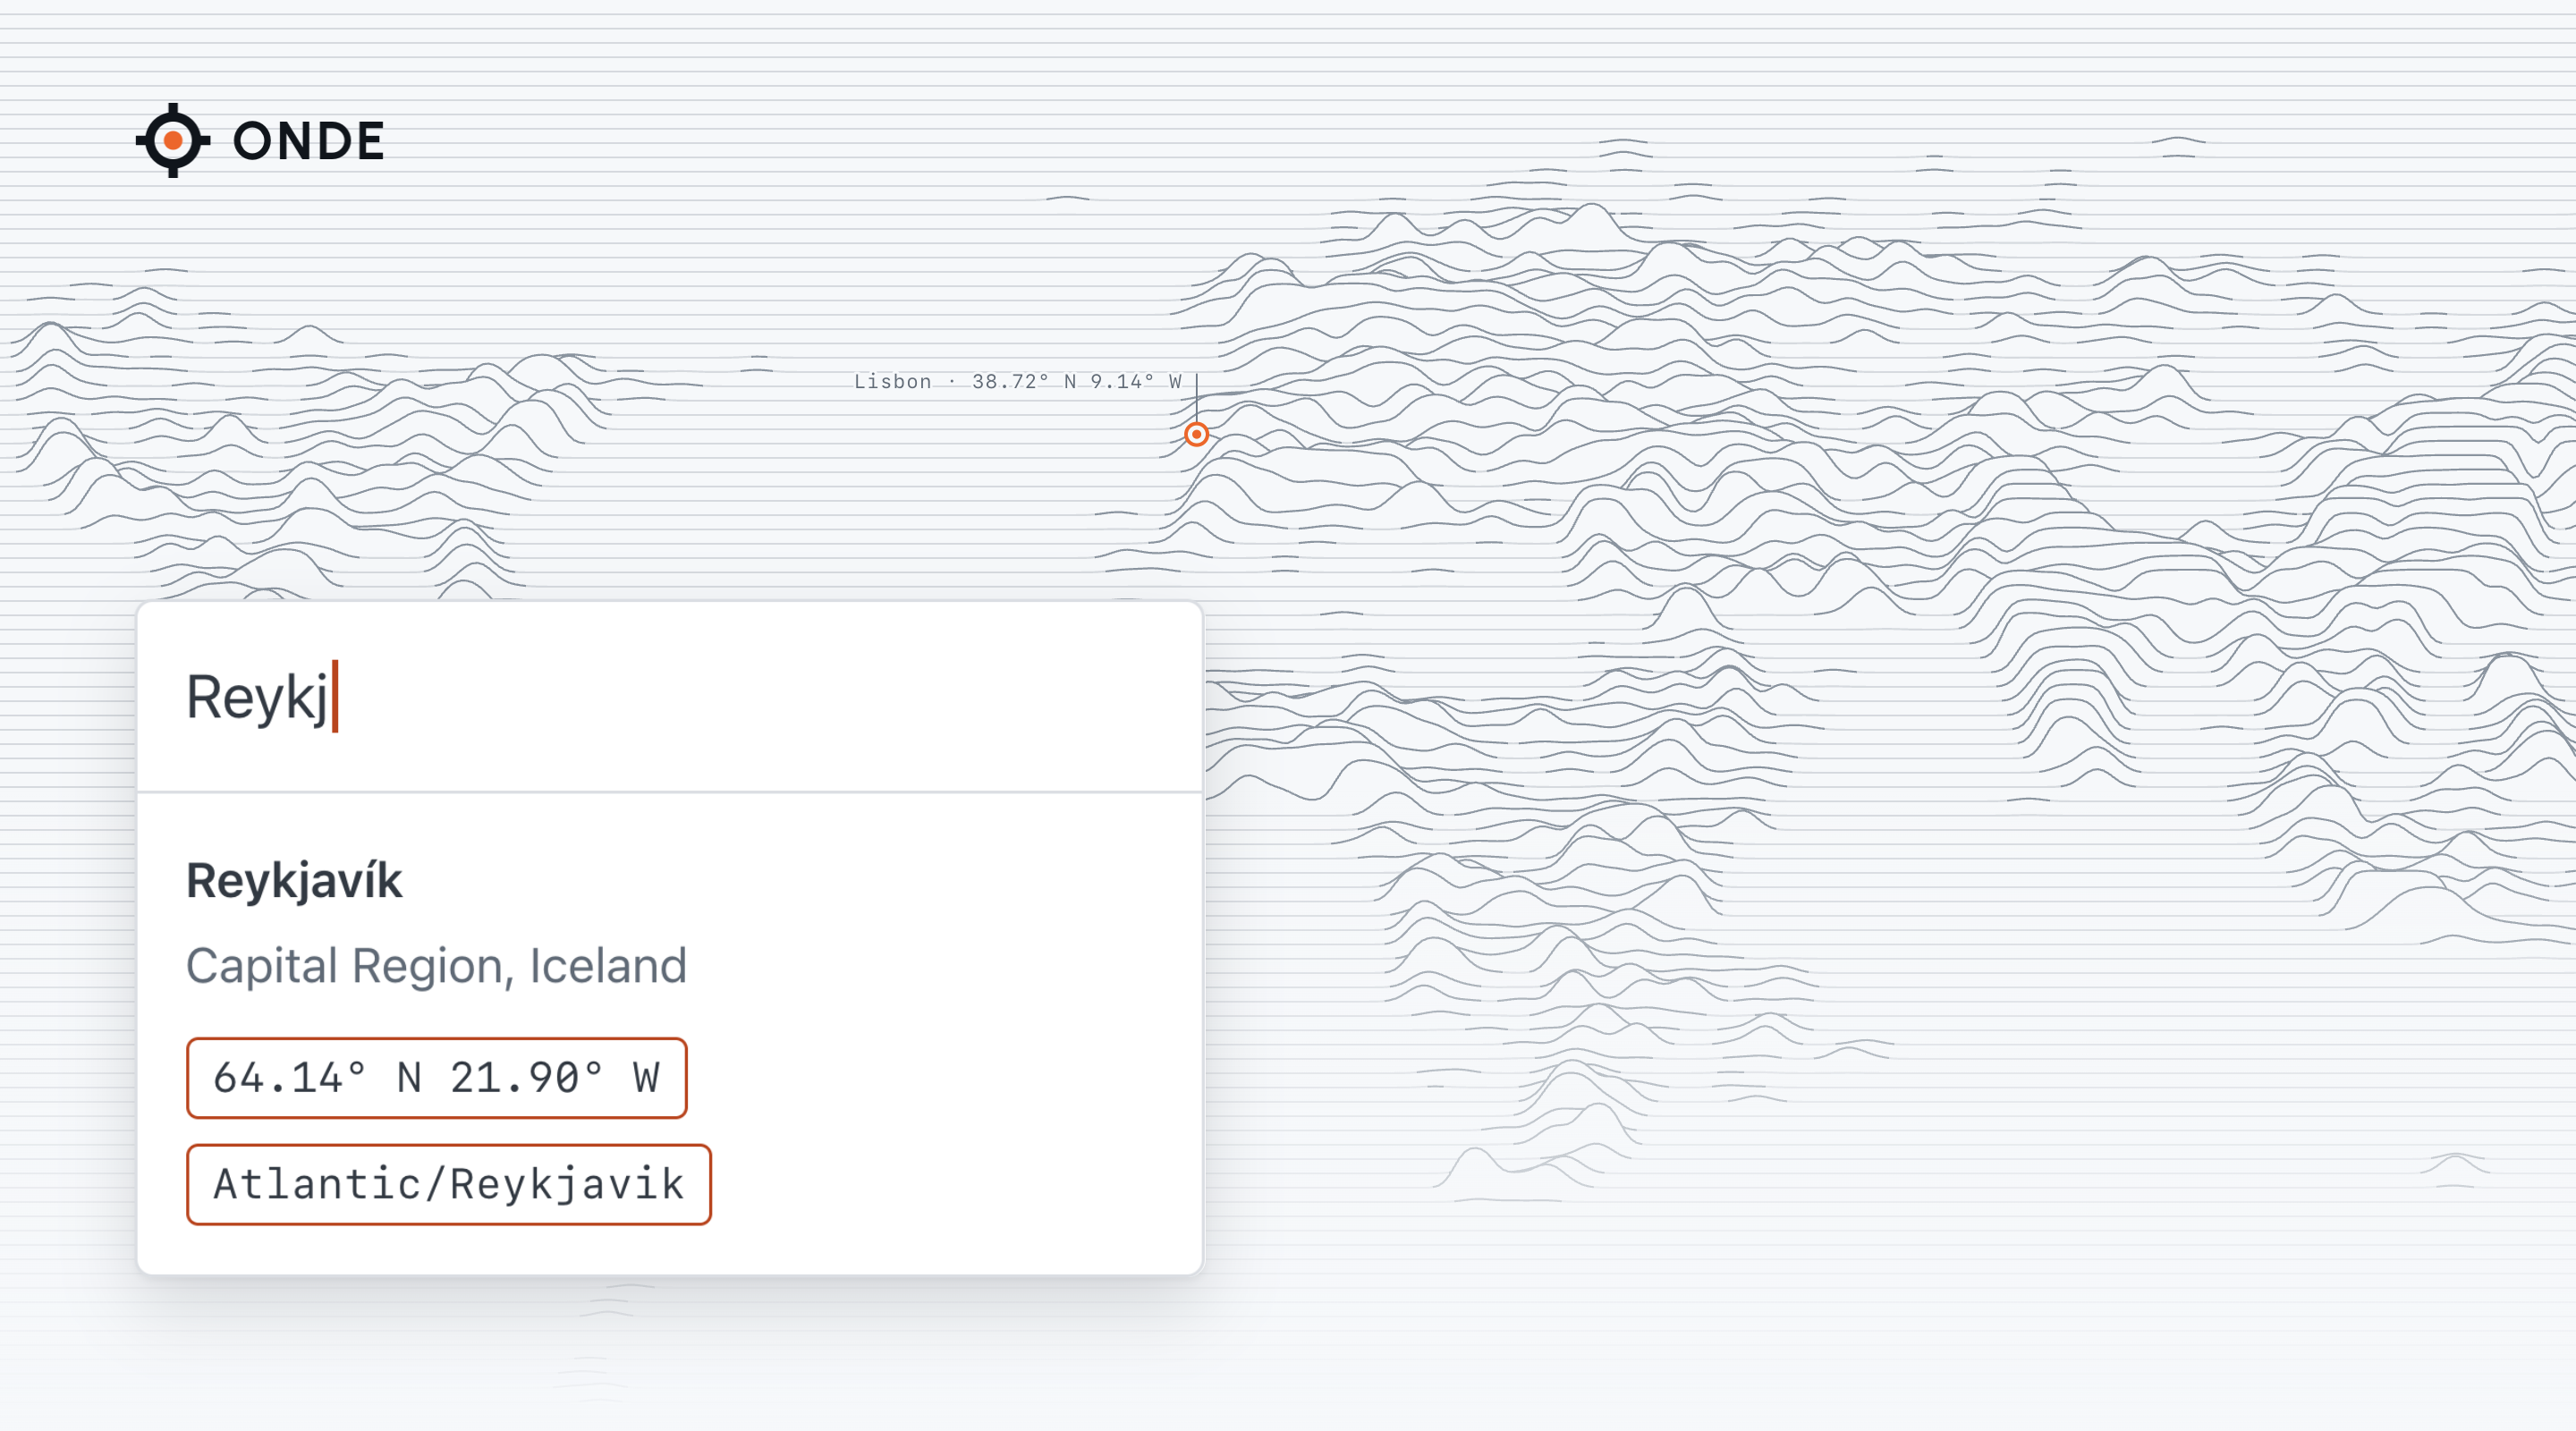 ONDE
Lisbon · 38.72° N 9.14° W
Reykj
Reykjavík
Capital Region, Iceland
64.14° N 21.90° W
Atlantic/Reykjavik